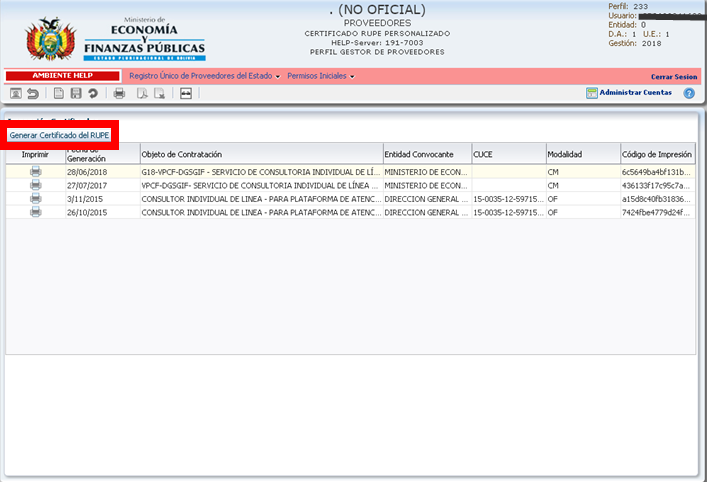 . (NO OFICIAL)
PROVEEDORES
CERTIFICADO RUPE PERSONALIZADO
HELP-Server: 191-7003
PERFIL GESTOR DE PROVEEDORES
Ministerio de
ECONOMÍA
Y
FINANZAS PÚBLICAS
ESTADO PLURINACIONAL DE BOLIVIA
Perfil: 233
Usuario:
Entidad: 0
D.A.: 1 U.E.: 1
Gestión: 2018
AMBIENTE HELP Registro Único de Proveedores del Estado Permisos Iniciales Cerrar Sesion
Administrar Cuentas
Generar Certificado del RUPE
Imprimir Fecha de Generación Objeto de Contratación Entidad Convocante CUCE Modalidad Código de Impresión
28/06/2018 G18-VPCF-DGSGIF - SERVICIO DE CONSULTORIA INDIVIDUAL DE LÍ... MINISTERIO DE ECON... CM 6c5649ba4bf131b...
27/07/2017 VPCF-DGSGIF- SERVICIO DE CONSULTORIA INDIVIDUAL DE LÍNEA ... MINISTERIO DE ECON... CM 436133f17c95c7a...
3/11/2015 CONSULTOR INDIVIDUAL DE LINEA - PARA PLATAFORMA DE ATENC... DIRECCION GENERAL ... 15-0035-12-59715... OF a15d8c40fb31836...
26/10/2015 CONSULTOR INDIVIDUAL DE LINEA - PARA PLATAFORMA DE ATENC... DIRECCION GENERAL ... 15-0035-12-59715... OF 7424fbe4779d24f...